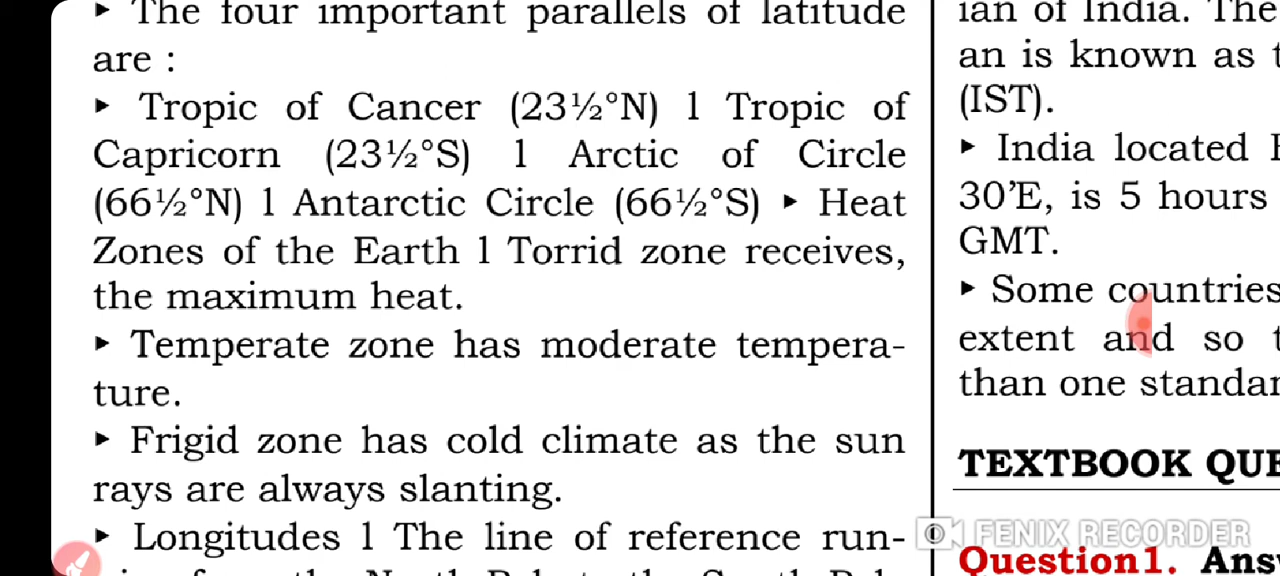 ‣ The four important parallels of latitude
are :
‣ Tropic of Cancer (23½°N) l Tropic of
Capricorn (23½°S) l Arctic of Circle
(66½°N) l Antarctic Circle (66½°S) ‣ Heat
Zones of the Earth l Torrid zone receives,
the maximum heat.
‣ Temperate zone has moderate tempera-
ture.
‣ Frigid zone has cold climate as the sun
rays are always slanting.
‣ Longitudes l The line of reference run-
ian of India. The
an is known as
(IST).
‣ India located
30’E, is 5 hours
GMT.
‣ Some countries
extent and so
than one
TEXTBOOK
Question1.
FENIX RECORDER